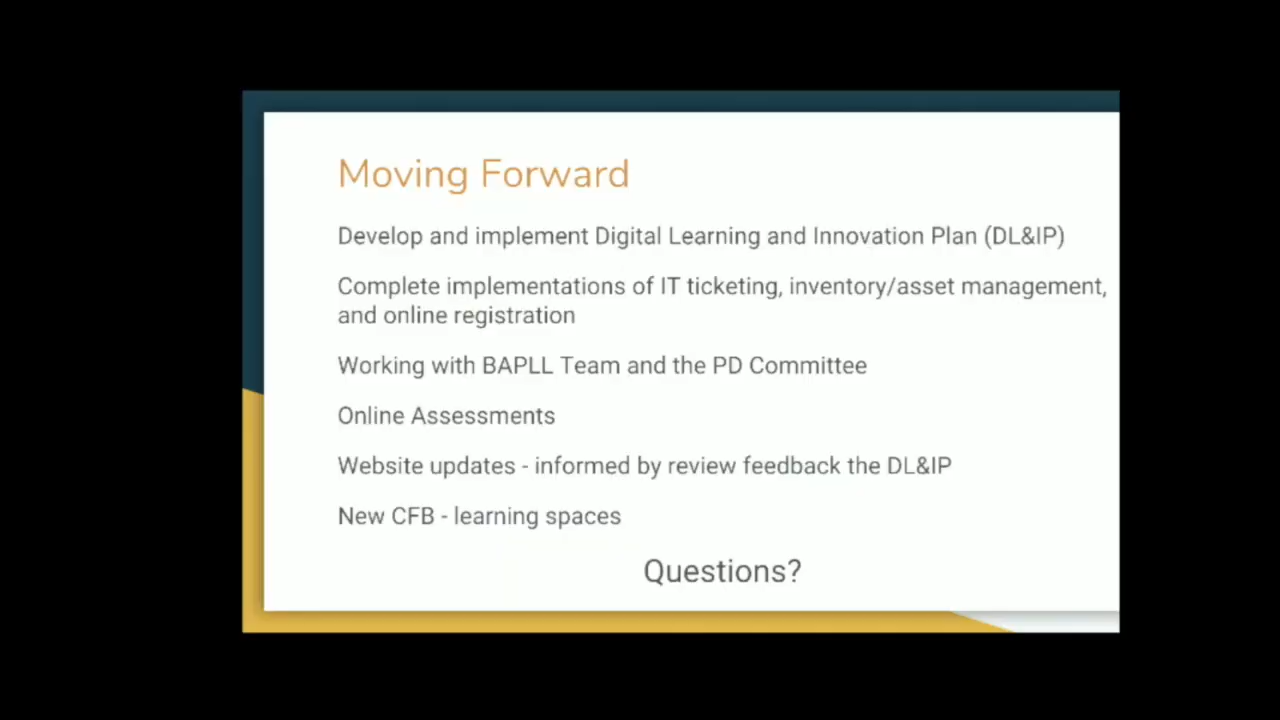 Moving Forward
Develop and implement Digital Learning and Innovation Plan (DL&IP)
Complete implementations of IT ticketing, inventory/asset management,
and online registration
Working with BAPLL Team and the PD Committee
Online Assessments
Website updates - informed by review feedback the DL&IP
New CFB - learning spaces
Questions?